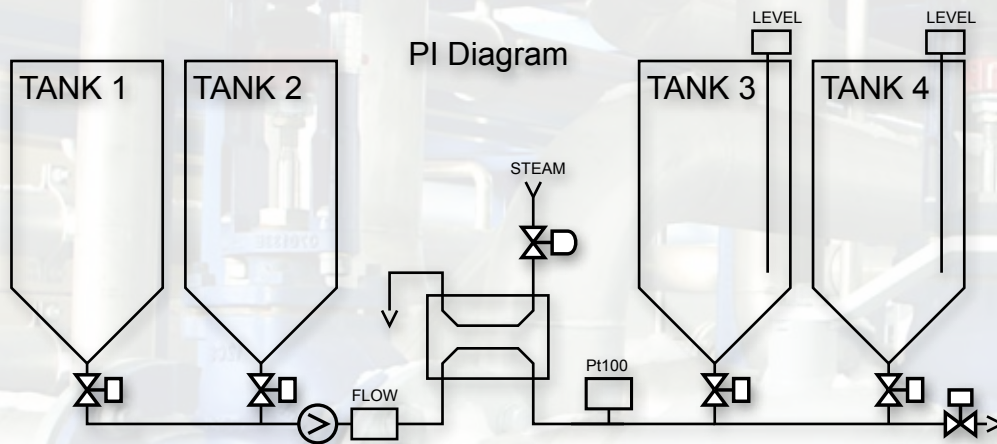 LEVEL
LEVEL
PI Diagram
TANK 1
TANK 2
TANK 3
TANK 4
STEAM
Pt100
FLOW